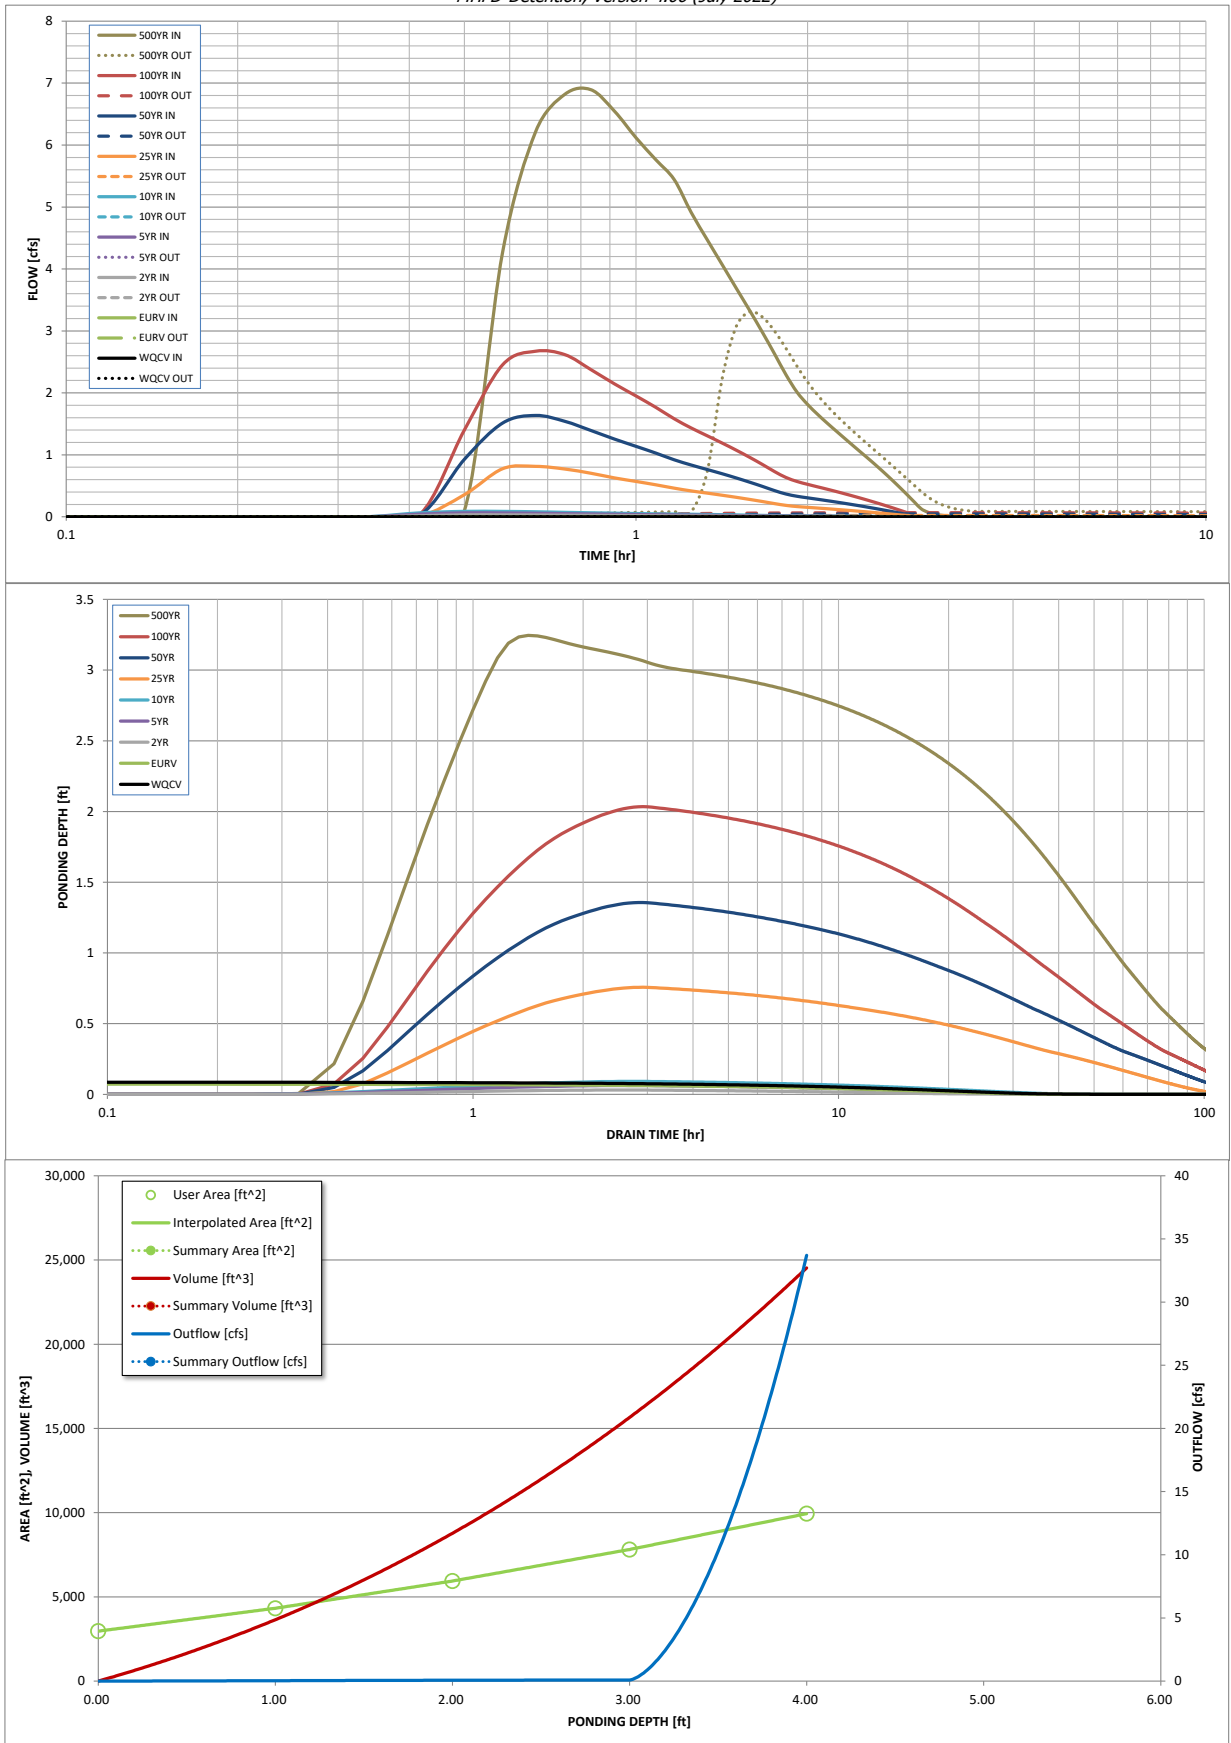 MHFD-Detention, Version 4.06 (July 2022)
8
7
6
5
4
3
2
1
0
FLOW [cfs]
500YR IN
500YR OUT
100YR IN
100YR OUT
50YR IN
50YR OUT
25YR IN
25YR OUT
10YR IN
10YR OUT
5YR IN
5YR OUT
2YR IN
2YR OUT
EURV IN
EURV OUT
WQCV IN
WQCV OUT
0.1 1 10
TIME [hr]
3.5
3
2.5
2
1.5
1
0.5
0
PONDING DEPTH [ft]
500YR
100YR
50YR
25YR
10YR
5YR
2YR
EURV
WQCV
0.1 1 10 100
DRAIN TIME [hr]
30,000
25,000
20,000
15,000
10,000
5,000
0
AREA [ft^2], VOLUME [ft^3]
User Area [ft^2]
Interpolated Area [ft^2]
Summary Area [ft^2]
Volume [ft^3]
Summary Volume [ft^3]
Outflow [cfs]
Summary Outflow [cfs]
40
35
30
25
20
15
10
5
0
OUTFLOW [cfs]
0.00 1.00 2.00 3.00 4.00 5.00 6.00
PONDING DEPTH [ft]